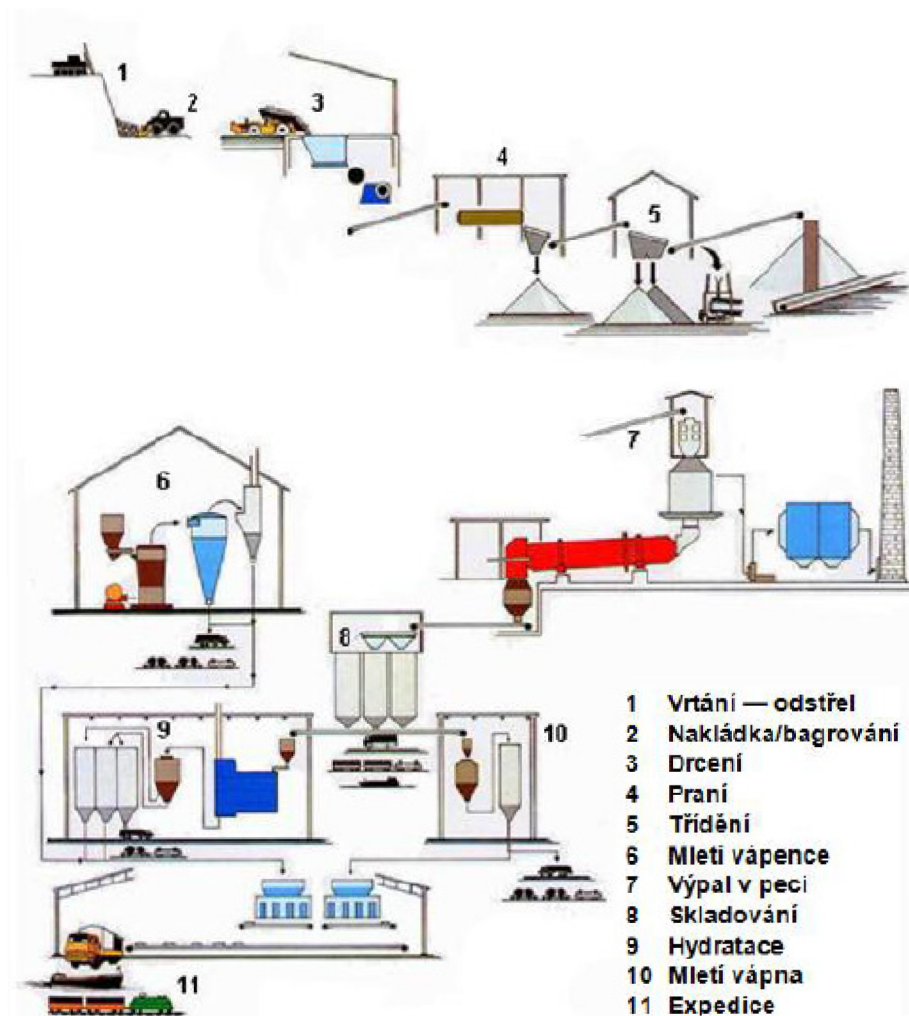 1
2
3
4
5
6
7
8
9
10
11
1 Vrtání — odstřel
2 Nakládka/bagrování
3 Drcení
4 Praní
5 Třídění
6 Mletí vápence
7 Výpal v peci
8 Skladování
9 Hydratace
10 Mletí vápna
11 Expedice